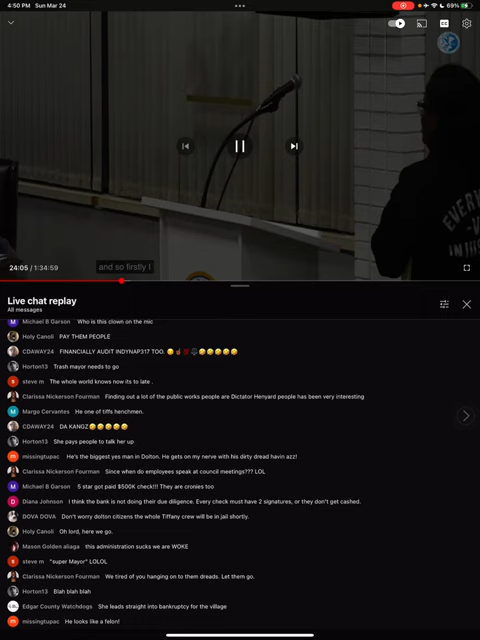 4:50 PM Sun Mar 24
69%
CC
EVERY
-V
IN THIS
24:05 / 1:34:59
and so firstly I
Live chat replay
All messages
Michael B Garson Who is this clown on the mic
Holy Canoli PAY THEM PEOPLE
CDAWAY24 FINANCIALLY AUDIT INDYNAP317 TOO. 😔☝🏾💯⚖😂😂😂😂😂
Horton13 Trash mayor needs to go
steve m The whole world knows now its to late .
Clarissa Nickerson Fourman Finding out a lot of the public works people are Dictator Henyard people has been very interesting
Margo Cervantes He one of tiffs henchmen.
CDAWAY24 DA KANGZ🤣🤣🤣🤣
Horton13 She pays people to talk her up
missingtupac He's the biggest yes man in Dolton. He gets on my nerve with his dirty dread havin azz!
Clarissa Nickerson Fourman Since when do employees speak at council meetings??? LOL
Michael B Garson 5 star got paid $500K check!!! They are cronies too
Diana Johnson I think the bank is not doing their due diligence. Every check must have 2 signatures, or they don't get cashed.
DOVA DOVA Don't worry dolton citizens the whole Tiffany crew will be in jail shortly.
Holy Canoli Oh lord, here we go.
Mason Golden aliaga this administration sucks we are WOKE
steve m "super Mayor" LOLOL
Clarissa Nickerson Fourman We tired of you hanging on to them dreads. Let them go.
Horton13 Blah blah blah
Edgar County Watchdogs She leads straight into bankruptcy for the village
missingtupac He looks like a felon!